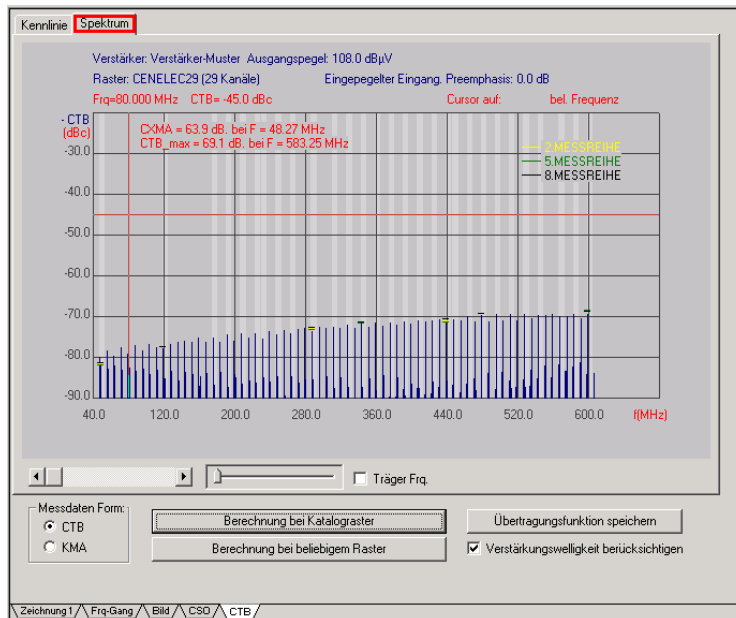 Kennlinie Spektrum
Verstärker: Verstärker-Muster Ausgangspegel: 108.0 dBµV
Raster: CENELEC29 (29 Kanäle) Eingepegelter Eingang. Preemphasis: 0.0 dB
Frq=80.000 MHz CTB= -45.0 dBc Cursor auf: bel. Frequenz
- CTB
(dBc)
CXMA = 63.9 dB. bei F = 48.27 MHz
CTB_max = 69.1 dB. bei F = 583.25 MHz
2.MESSREIHE
5.MESSREIHE
8.MESSREIHE
-30.0
-40.0
-50.0
-60.0
-70.0
-80.0
-90.0
40.0 120.0 200.0 280.0 360.0 440.0 520.0 600.0 f(MHz)
Träger Frq.
Messdaten Form:
CTB
KMA
Berechnung bei Katalograster
Berechnung bei beliebigem Raster
Übertragungsfunktion speichern
Verstärkungswelligkeit berücksichtigen
Zeichnung1 Frq-Gang Bild CSO CTB